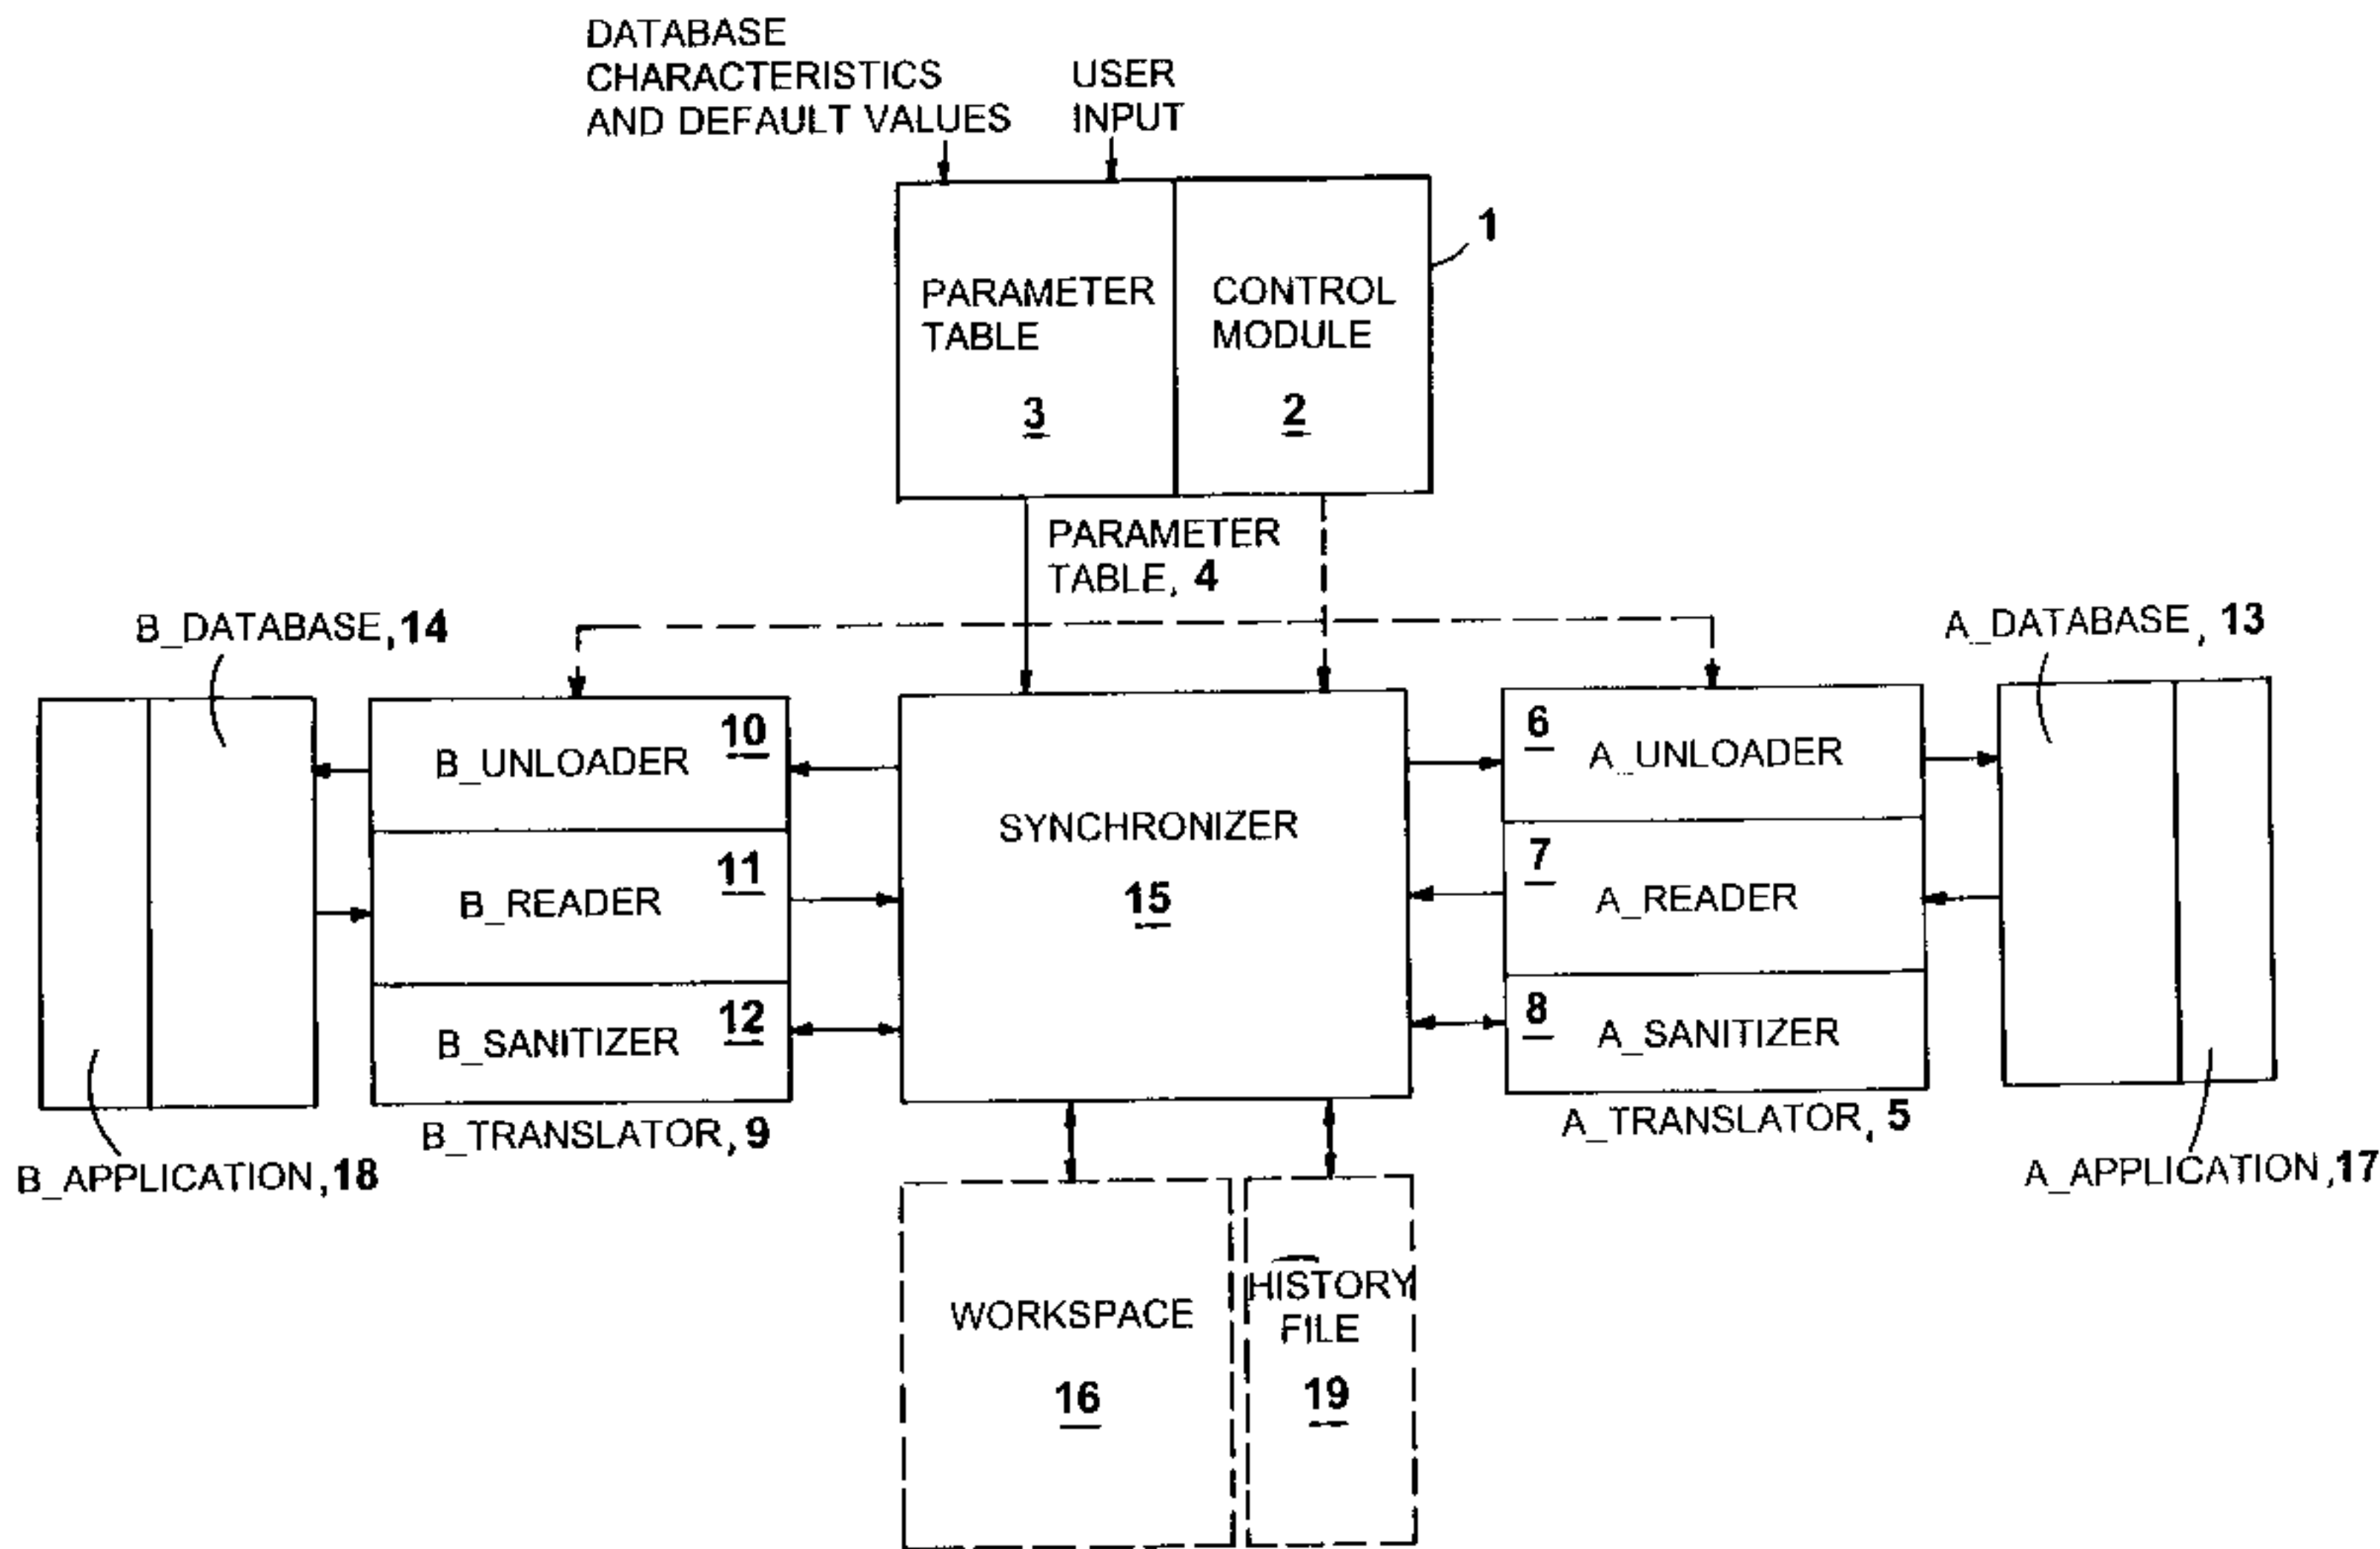 DATABASE
CHARACTERISTICS
AND DEFAULT VALUES
USER
INPUT
1
PARAMETER
TABLE
3
CONTROL
MODULE
2
PARAMETER
TABLE, 4
B_DATABASE, 14
A_DATABASE, 13
B_UNLOADER 10
B_READER 11
B_SANITIZER 12
B_TRANSLATOR, 9
B_APPLICATION, 18
SYNCHRONIZER
15
6 A_UNLOADER
7 A_READER
8 A_SANITIZER
A_TRANSLATOR, 5
A_APPLICATION, 17
WORKSPACE
16
HISTORY
FILE
19